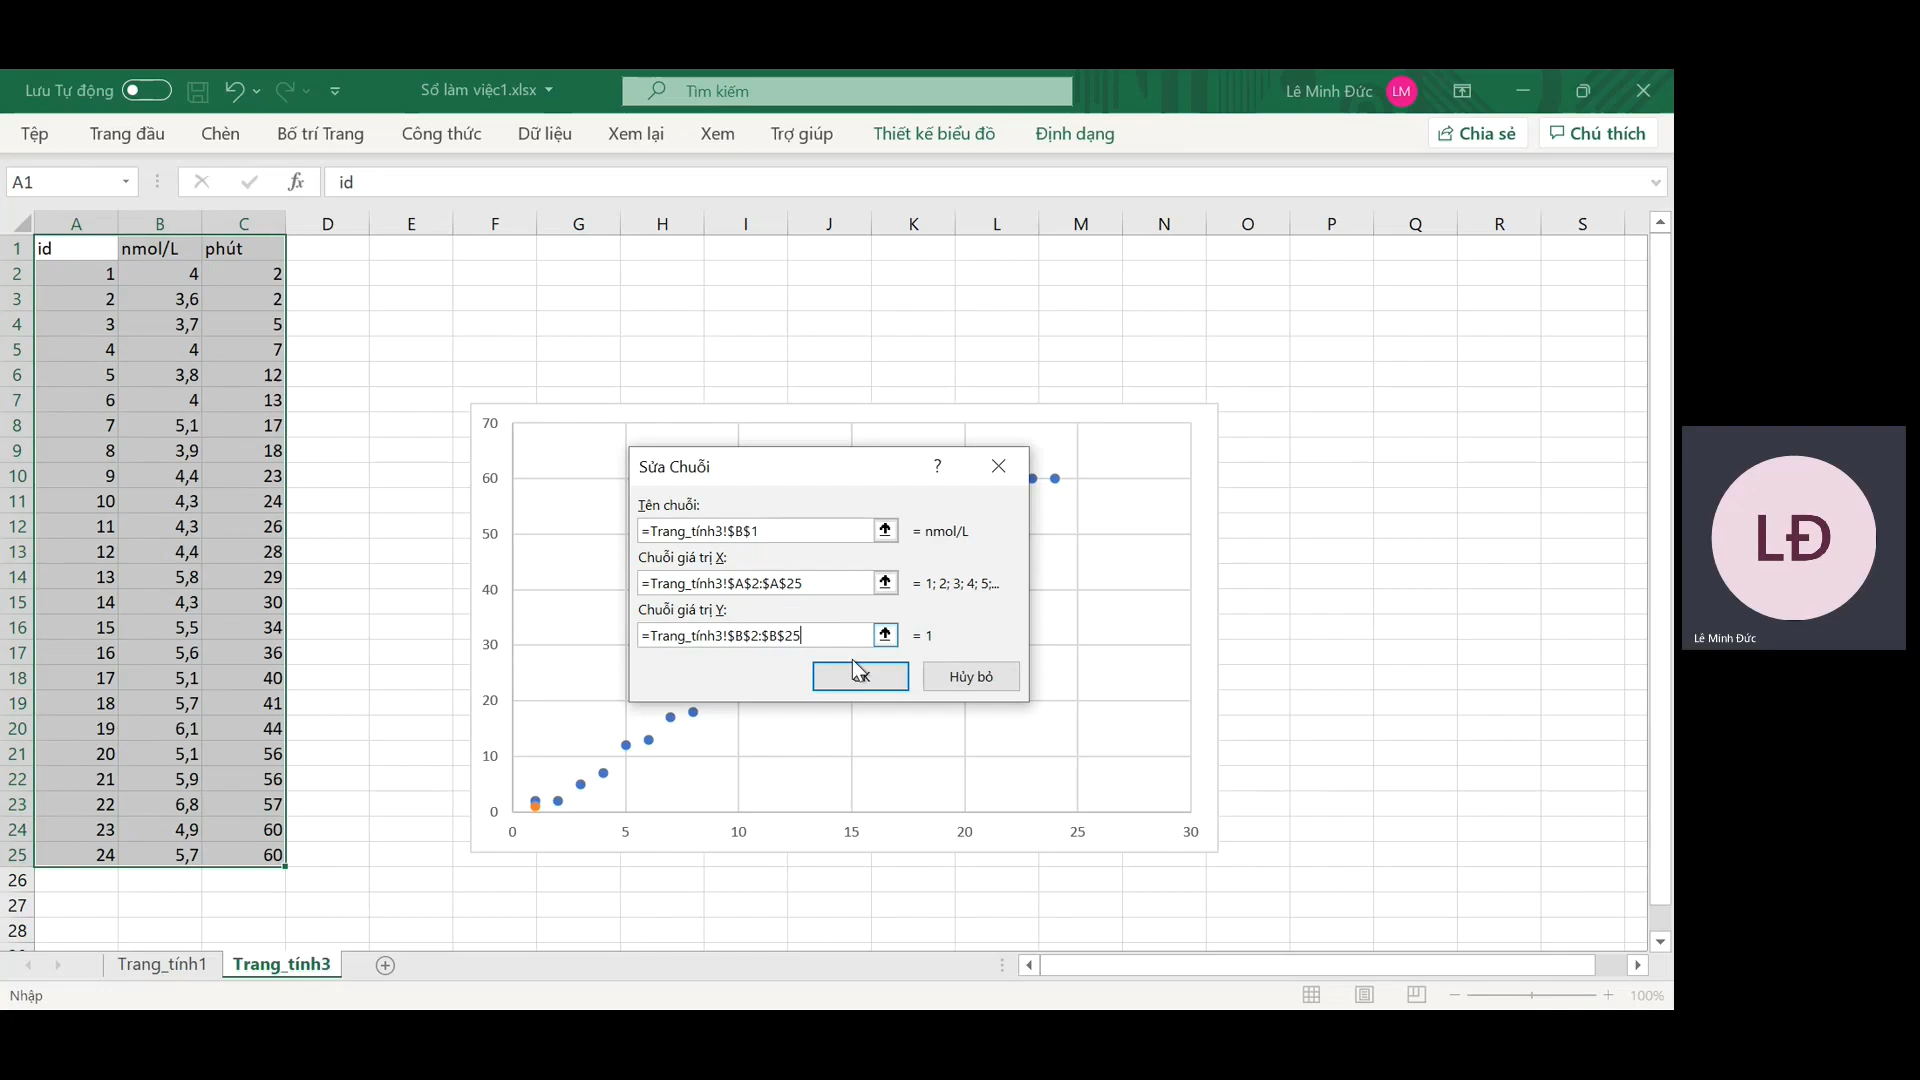 Lưu Tự động
Sổ làm việc1.xlsx
Tìm kiếm
Lê Minh Đức
LM
Tệp Trang đầu Chèn Bố trí Trang Công thức Dữ liệu Xem lại Xem Trợ giúp Thiết kế biểu đồ Định dạng
Chia sẻ
Chú thích
A1
fx
id
A B C D E F G H I J K L M N O P Q R S
1 id nmol/L phút
2 1 4 2
3 2 3,6 2
4 3 3,7 5
5 4 4 7
6 5 3,8 12
7 6 4 13
8 7 5,1 17
9 8 3,9 18
10 9 4,4 23
11 10 4,3 24
12 11 4,3 26
13 12 4,4 28
14 13 5,8 29
15 14 4,3 30
16 15 5,5 34
17 16 5,6 36
18 17 5,1 40
19 18 5,7 41
20 19 6,1 44
21 20 5,1 56
22 21 5,9 56
23 22 6,8 57
24 23 4,9 60
25 24 5,7 60
26
27
28
70
60
50
40
30
20
10
0
0 5 10 15 20 25 30
Sửa Chuỗi ?
Tên chuỗi:
=Trang_tính3!$B$1 = nmol/L
Chuỗi giá trị X:
=Trang_tính3!$A$2:$A$25 = 1; 2; 3; 4; 5;...
Chuỗi giá trị Y:
=Trang_tính3!$B$2:$B$25 = 1
Hủy bỏ
Trang_tính1 Trang_tính3
Nhập
100%
LĐ
Lê Minh Đức